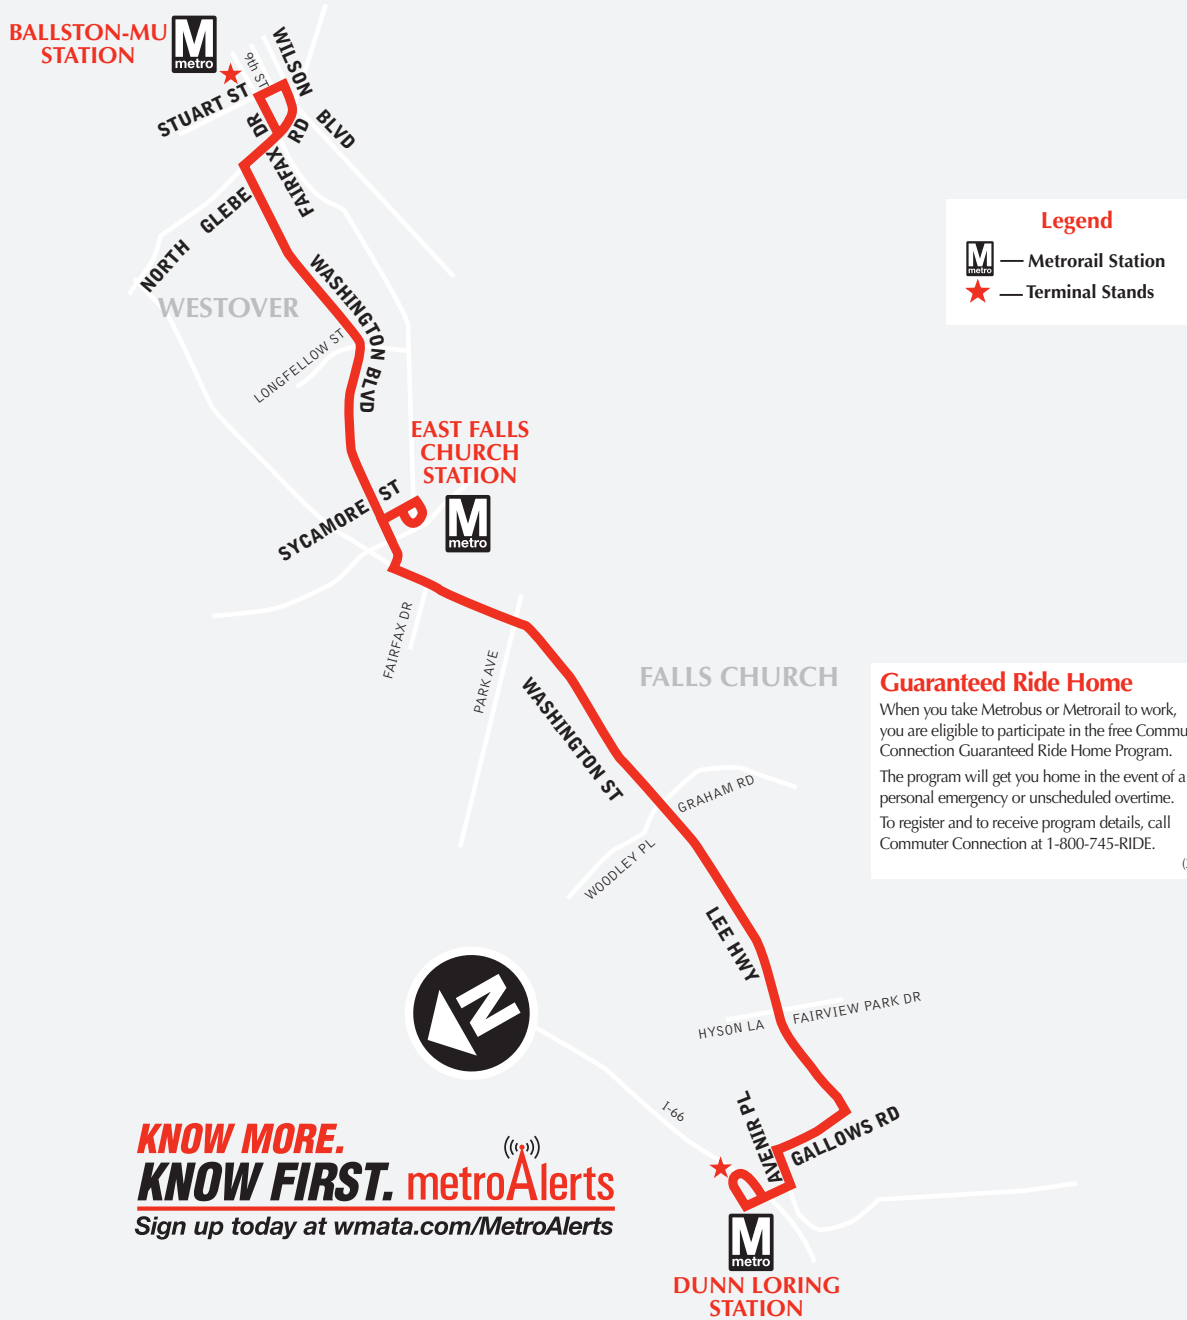 BALLSTON-MU
STATION
M
metro
9th ST
WILSON
BLVD
STUART ST
DR
RD
FAIRFAX
NORTH GLEBE
WESTOVER
WASHINGTON BLVD
LONGFELLOW ST
Legend
M
metro
— Metrorail Station
— Terminal Stands
EAST FALLS
CHURCH
STATION
M
metro
SYCAMORE ST
FAIRFAX DR
PARK AVE
FALLS CHURCH
WASHINGTON ST
GRAHAM RD
WOODLEY PL
Guaranteed Ride Home
When you take Metrobus or Metrorail to work,
you are eligible to participate in the free Commu
Connection Guaranteed Ride Home Program.
The program will get you home in the event of a
personal emergency or unscheduled overtime.
To register and to receive program details, call
Commuter Connection at 1-800-745-RIDE.
LEE HWY
N
HYSON LA
FAIRVIEW PARK DR
I-66
AVENIR PL
GALLOWS RD
KNOW MORE.
KNOW FIRST. metroAlerts
Sign up today at wmata.com/MetroAlerts
M
metro
DUNN LORING
STATION